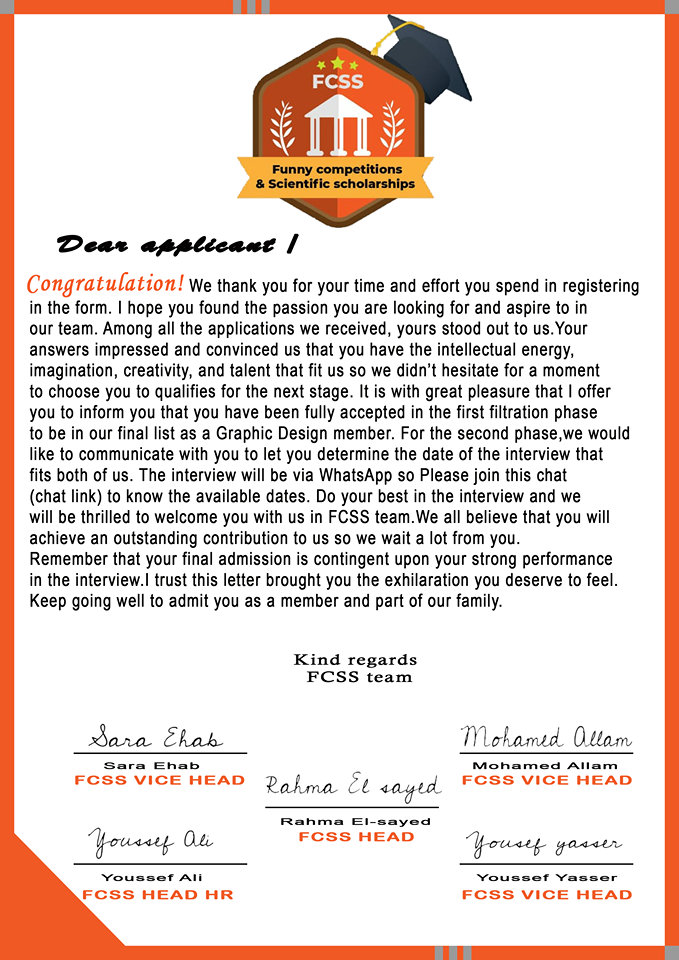 FCSS
Funny competitions
& Scientific scholarships
Dear applicant /
Congratulation! We thank you for your time and effort you spend in registering
in the form. I hope you found the passion you are looking for and aspire to in
our team. Among all the applications we received, yours stood out to us.Your
answers impressed and convinced us that you have the intellectual energy,
imagination, creativity, and talent that fit us so we didn't hesitate for a moment
to choose you to qualifies for the next stage. It is with great pleasure that I offer
you to inform you that you have been fully accepted in the first filtration phase
to be in our final list as a Graphic Design member. For the second phase,we would
like to communicate with you to let you determine the date of the interview that
fits both of us. The interview will be via WhatsApp so Please join this chat
(chat link) to know the available dates. Do your best in the interview and we
will be thrilled to welcome you with us in FCSS team.We all believe that you will
achieve an outstanding contribution to us so we wait a lot from you.
Remember that your final admission is contingent upon your strong performance
in the interview.I trust this letter brought you the exhilaration you deserve to feel.
Keep going well to admit you as a member and part of our family.
Kind regards
FCSS team
Sara Ehab
Sara Ehab
FCSS VICE HEAD
Mohamed Allam
Mohamed Allam
FCSS VICE HEAD
Rahma El sayed
Rahma El-sayed
FCSS HEAD
Youssef Ali
Youssef Ali
FCSS HEAD HR
Yousef yasser
Youssef Yasser
FCSS VICE HEAD